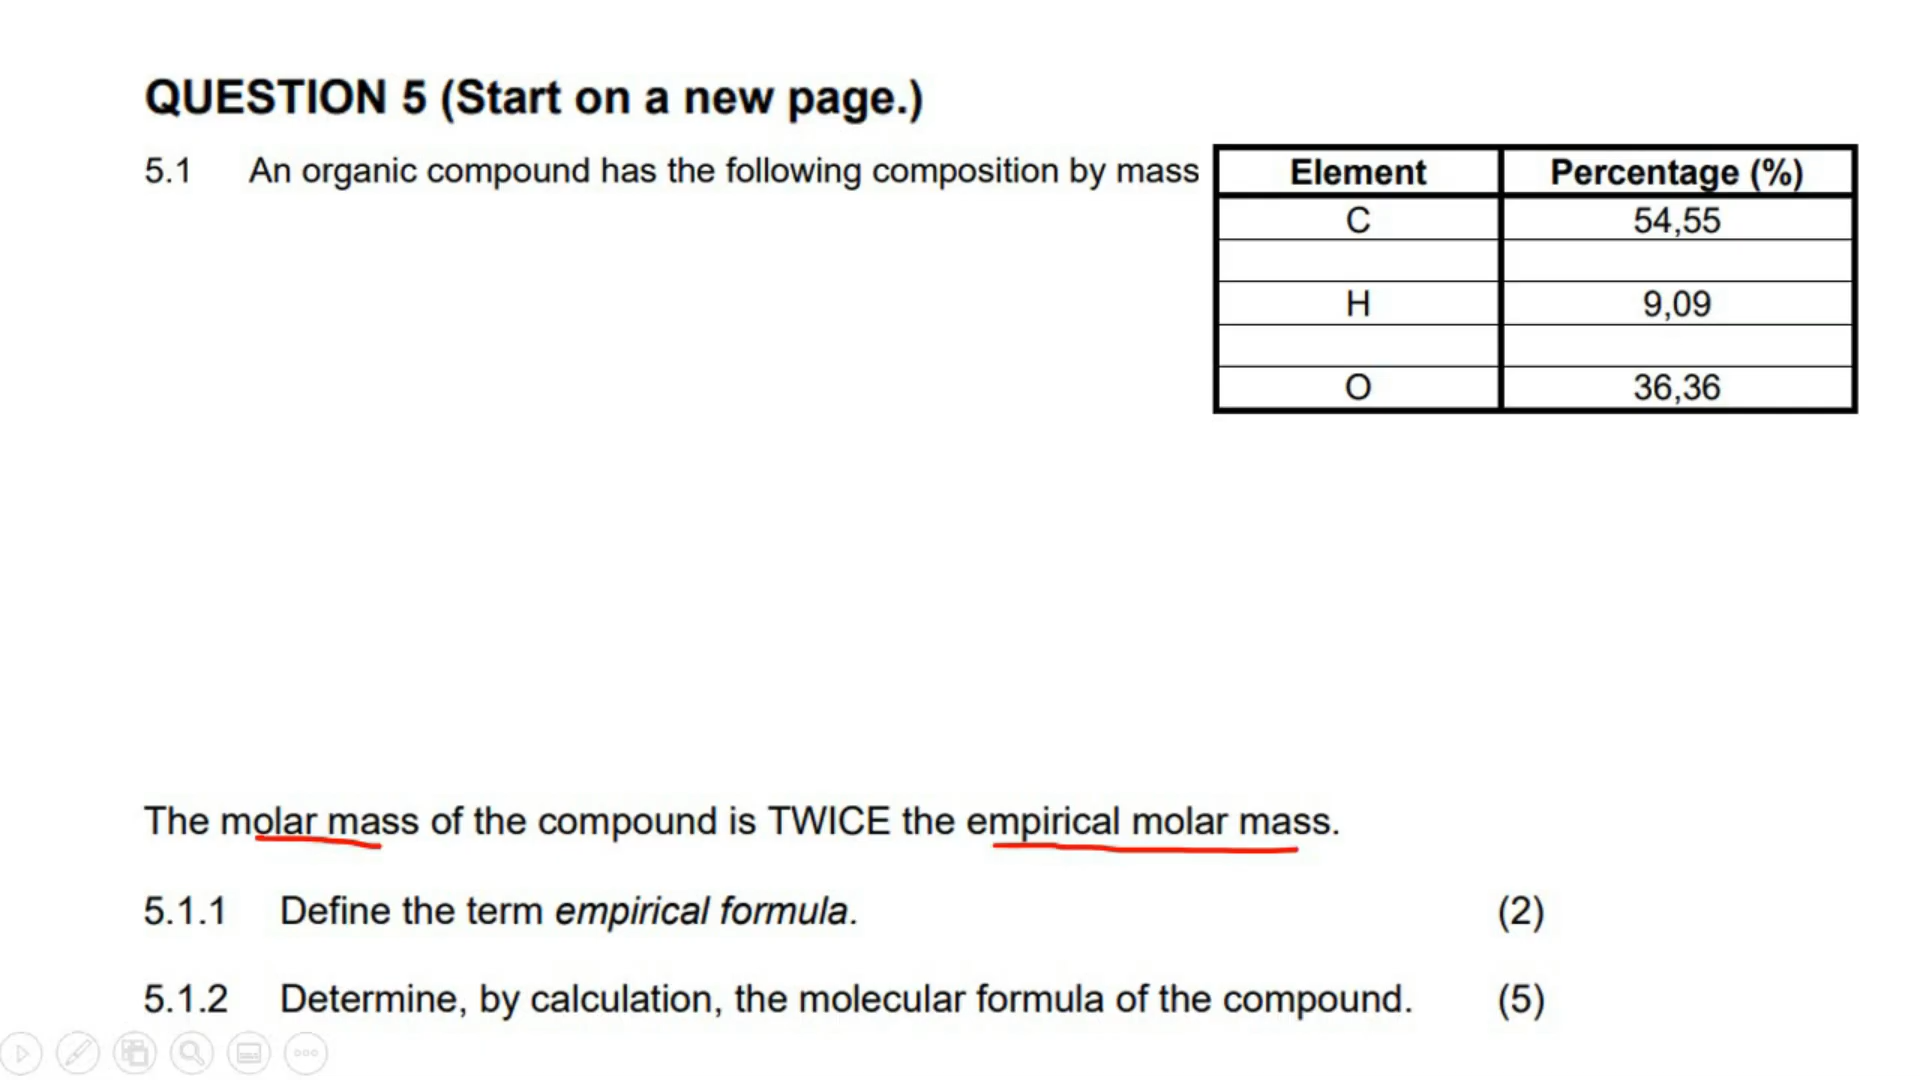 QUESTION 5 (Start on a new page.)
5.1 An organic compound has the following composition by mass
Element Percentage (%)
C 54,55
H 9,09
O 36,36
The molar mass of the compound is TWICE the empirical molar mass.
5.1.1 Define the term empirical formula. (2)
5.1.2 Determine, by calculation, the molecular formula of the compound. (5)